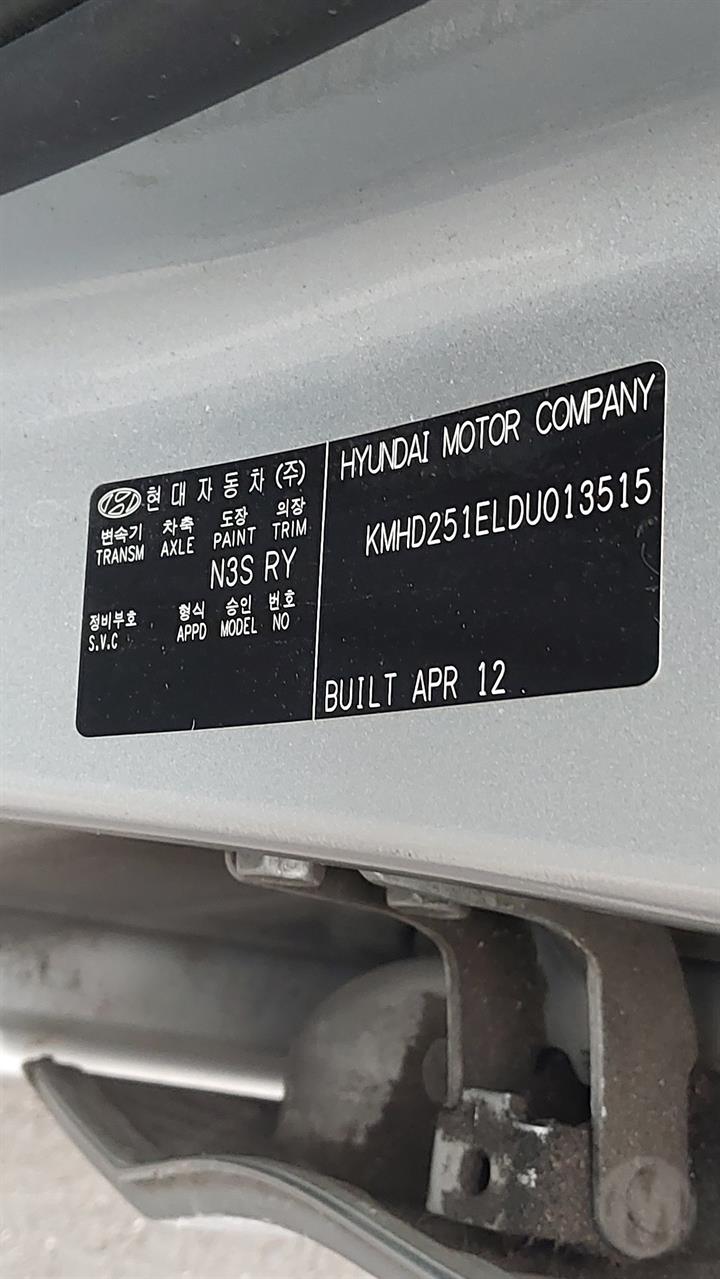 현대자동차(주)
변속기 차축 도장 의장
TRANSM AXLE PAINT TRIM
N3S RY
정비부호 형식 승인 번호
S.V.C APPD MODEL NO
HYUNDAI MOTOR COMPANY
KMHD251ELDU013515
BUILT APR 12